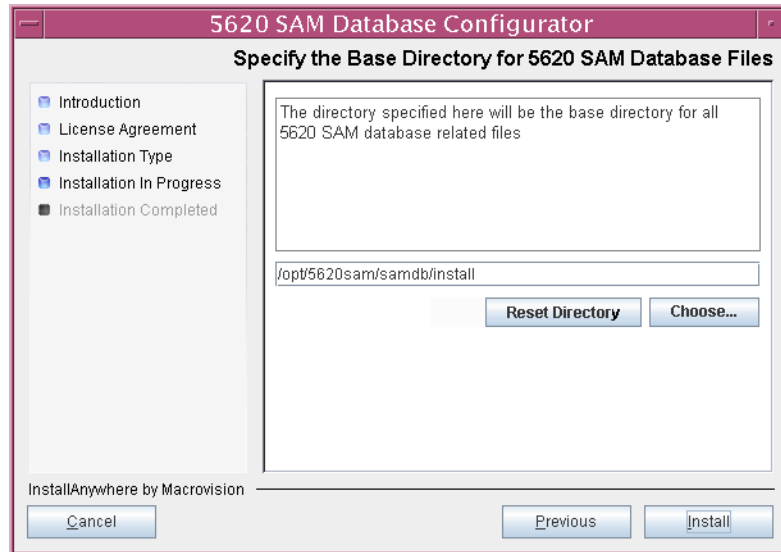 5620 SAM Database Configurator
Specify the Base Directory for 5620 SAM Database Files
Introduction
License Agreement
Installation Type
Installation In Progress
Installation Completed
The directory specified here will be the base directory for all
5620 SAM database related files
/opt/5620sam/samdb/install
Reset Directory
Choose...
InstallAnywhere by Macrovision
Cancel
Previous
Install